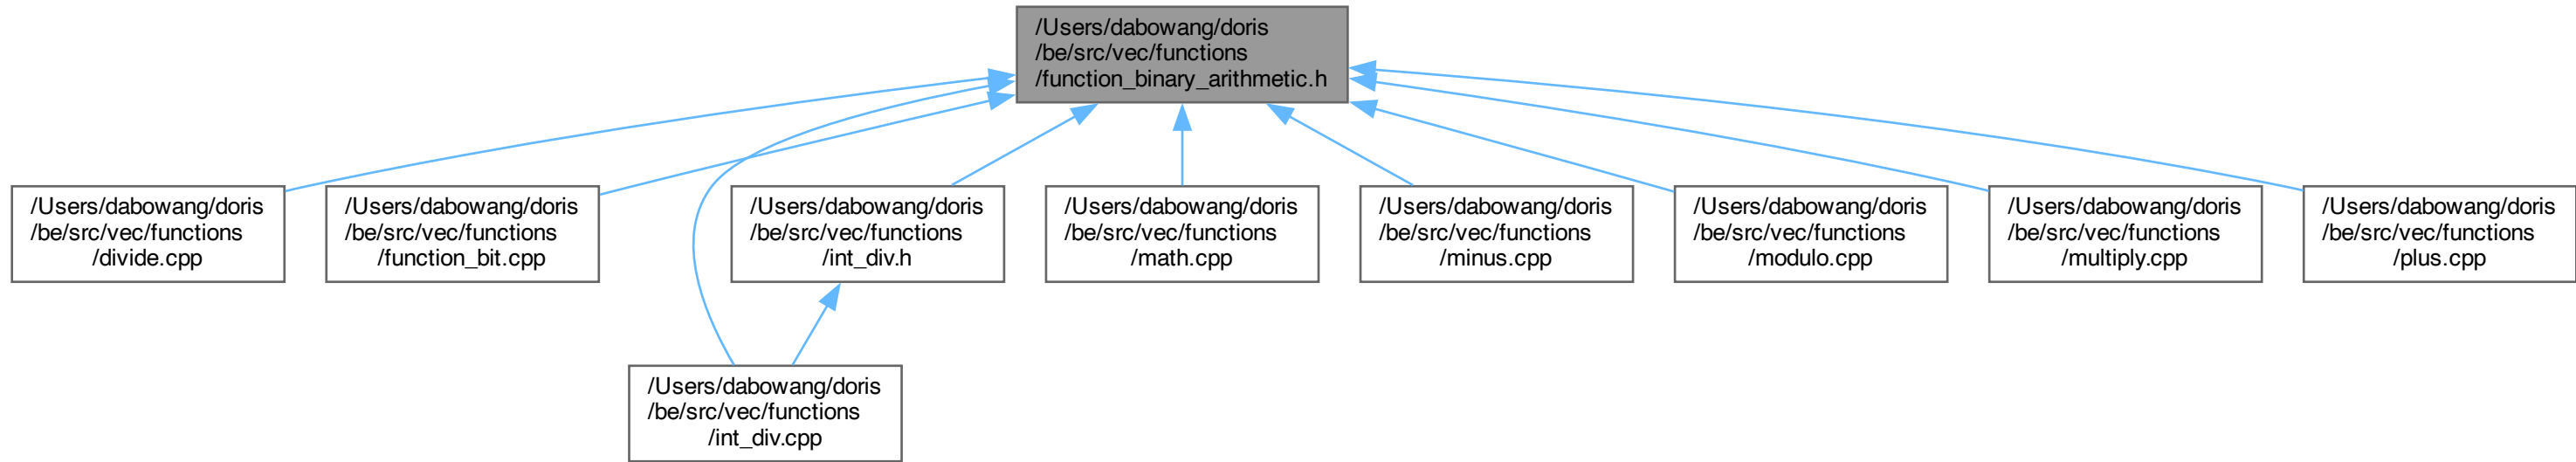 /Users/dabowang/doris
/be/src/vec/functions
/function_binary_arithmetic.h
/Users/dabowang/doris
/be/src/vec/functions
/divide.cpp
/Users/dabowang/doris
/be/src/vec/functions
/function_bit.cpp
/Users/dabowang/doris
/be/src/vec/functions
/int_div.h
/Users/dabowang/doris
/be/src/vec/functions
/math.cpp
/Users/dabowang/doris
/be/src/vec/functions
/minus.cpp
/Users/dabowang/doris
/be/src/vec/functions
/modulo.cpp
/Users/dabowang/doris
/be/src/vec/functions
/multiply.cpp
/Users/dabowang/doris
/be/src/vec/functions
/plus.cpp
/Users/dabowang/doris
/be/src/vec/functions
/int_div.cpp